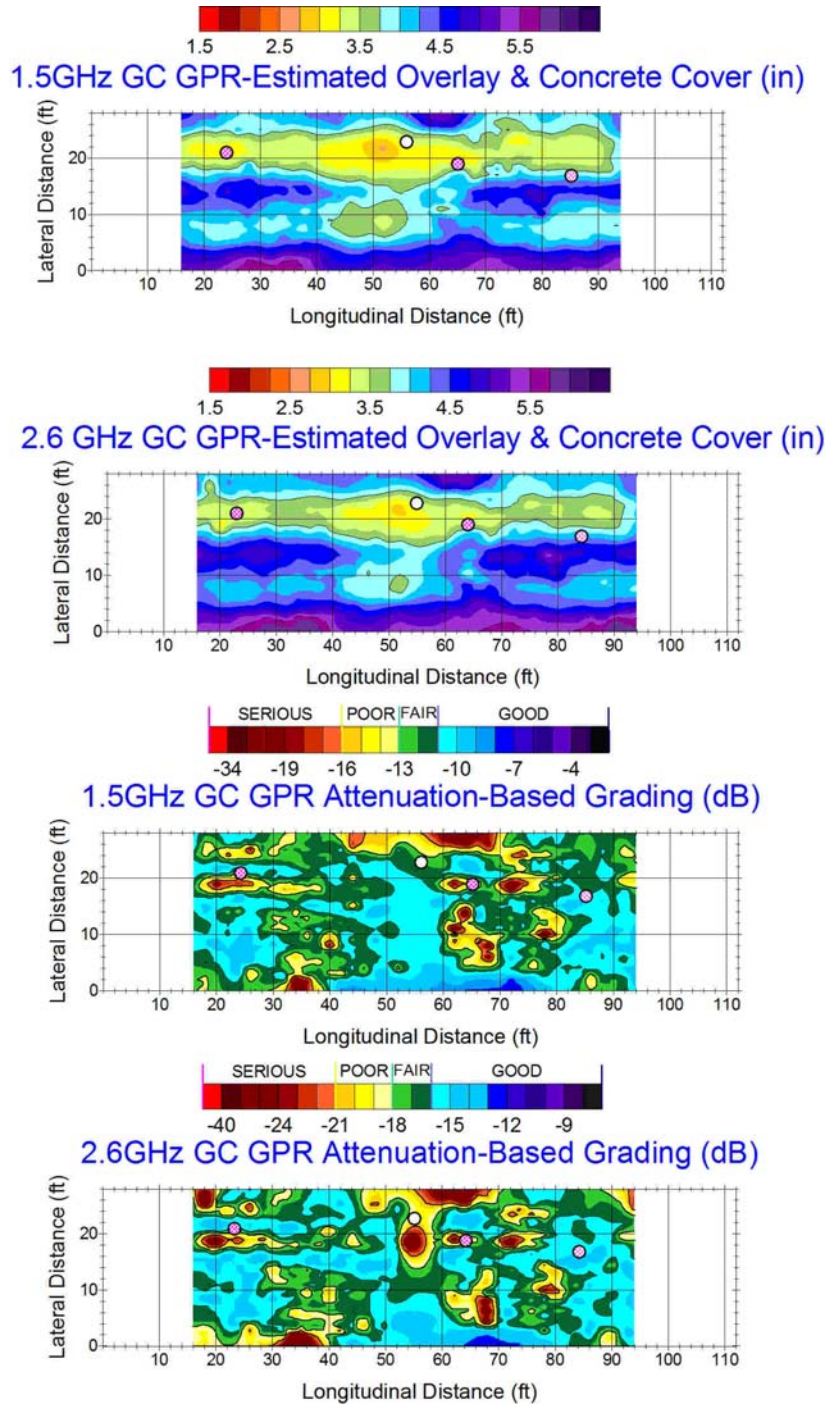 1.5 2.5 3.5 4.5 5.5
1.5GHz GC GPR-Estimated Overlay & Concrete Cover (in)
Lateral Distance (ft)
20
10
0
10 20 30 40 50 60 70 80 90 100 110
Longitudinal Distance (ft)
1.5 2.5 3.5 4.5 5.5
2.6 GHz GC GPR-Estimated Overlay & Concrete Cover (in)
Lateral Distance (ft)
20
10
0
10 20 30 40 50 60 70 80 90 100 110
Longitudinal Distance (ft)
SERIOUS POOR FAIR GOOD
-34 -19 -16 -13 -10 -7 -4
1.5GHz GC GPR Attenuation-Based Grading (dB)
Lateral Distance (ft)
20
10
0
10 20 30 40 50 60 70 80 90 100 110
Longitudinal Distance (ft)
SERIOUS POOR FAIR GOOD
-40 -24 -21 -18 -15 -12 -9
2.6GHz GC GPR Attenuation-Based Grading (dB)
Lateral Distance (ft)
20
10
0
10 20 30 40 50 60 70 80 90 100 110
Longitudinal Distance (ft)